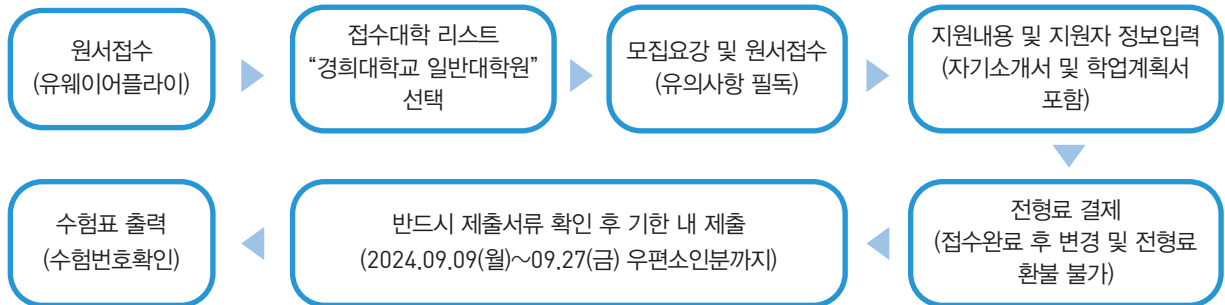 원서접수
(유웨이어플라이)
접수대학 리스트
“경희대학교 일반대학원”
선택
모집요강 및 원서접수
(유의사항 필독)
지원내용 및 지원자 정보입력
(자기소개서 및 학업계획서
포함)
전형료 결제
(접수완료 후 변경 및 전형료
환불 불가)
반드시 제출서류 확인 후 기한 내 제출
(2024.09.09(월)~09.27(금) 우편소인분까지)
수험표 출력
(수험번호확인)